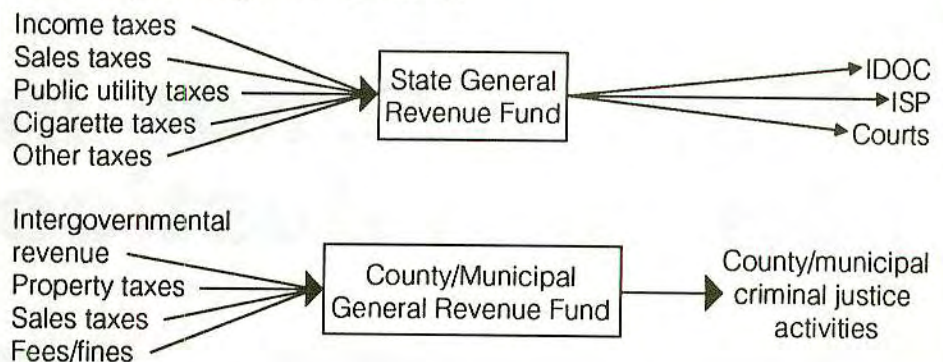 Income taxes
Sales taxes
Public utility taxes
Cigarette taxes
Other taxes
State General
Revenue Fund
IDOC
ISP
Courts
Intergovernmental
revenue
Property taxes
Sales taxes
Fees/fines
County/Municipal
General Revenue Fund
County/municipal
criminal justice
activities